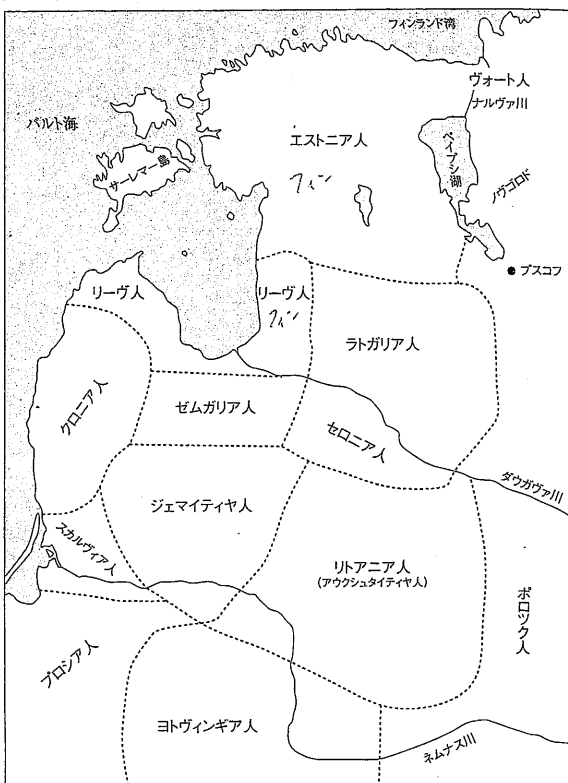 フィンランド湾
ヴォート人
ナルヴァ川
バルト海
エストニア人
ペイプシ湖
サーレマー島
フィン
ノヴゴロド
プスコフ
リーヴ人
リーヴ人
フィン
ラトガリア人
クロニア人
ゼムガリア人
セロニア人
ダウガヴァ川
ジェマイティヤ人
スカルヴィア人
リトアニア人
(アウクシュタイティヤ人)
ポロツク人
プロシア人
ヨトヴィンギア人
ネムナス川